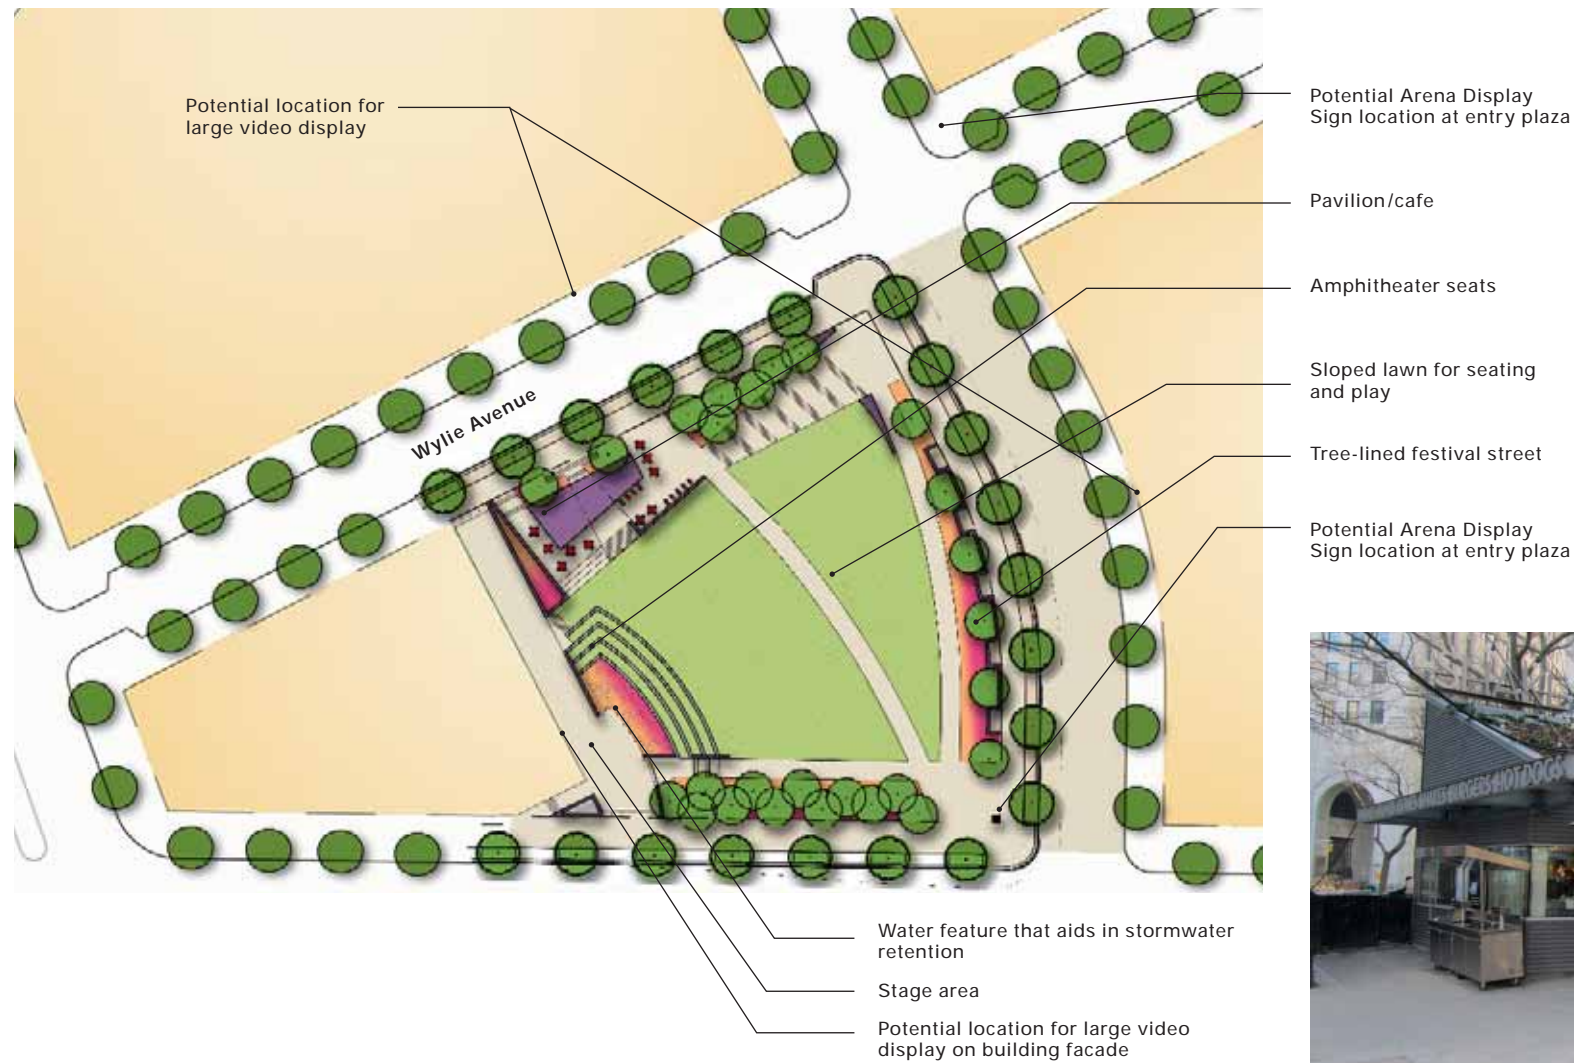 Potential location for
large video display
Wylie Avenue
Potential Arena Display
Sign location at entry plaza
Pavilion/cafe
Amphitheater seats
Sloped lawn for seating
and play
Tree-lined festival street
Potential Arena Display
Sign location at entry plaza
HOT DOGS
Water feature that aids in stormwater
retention
Stage area
Potential location for large video
display on building facade